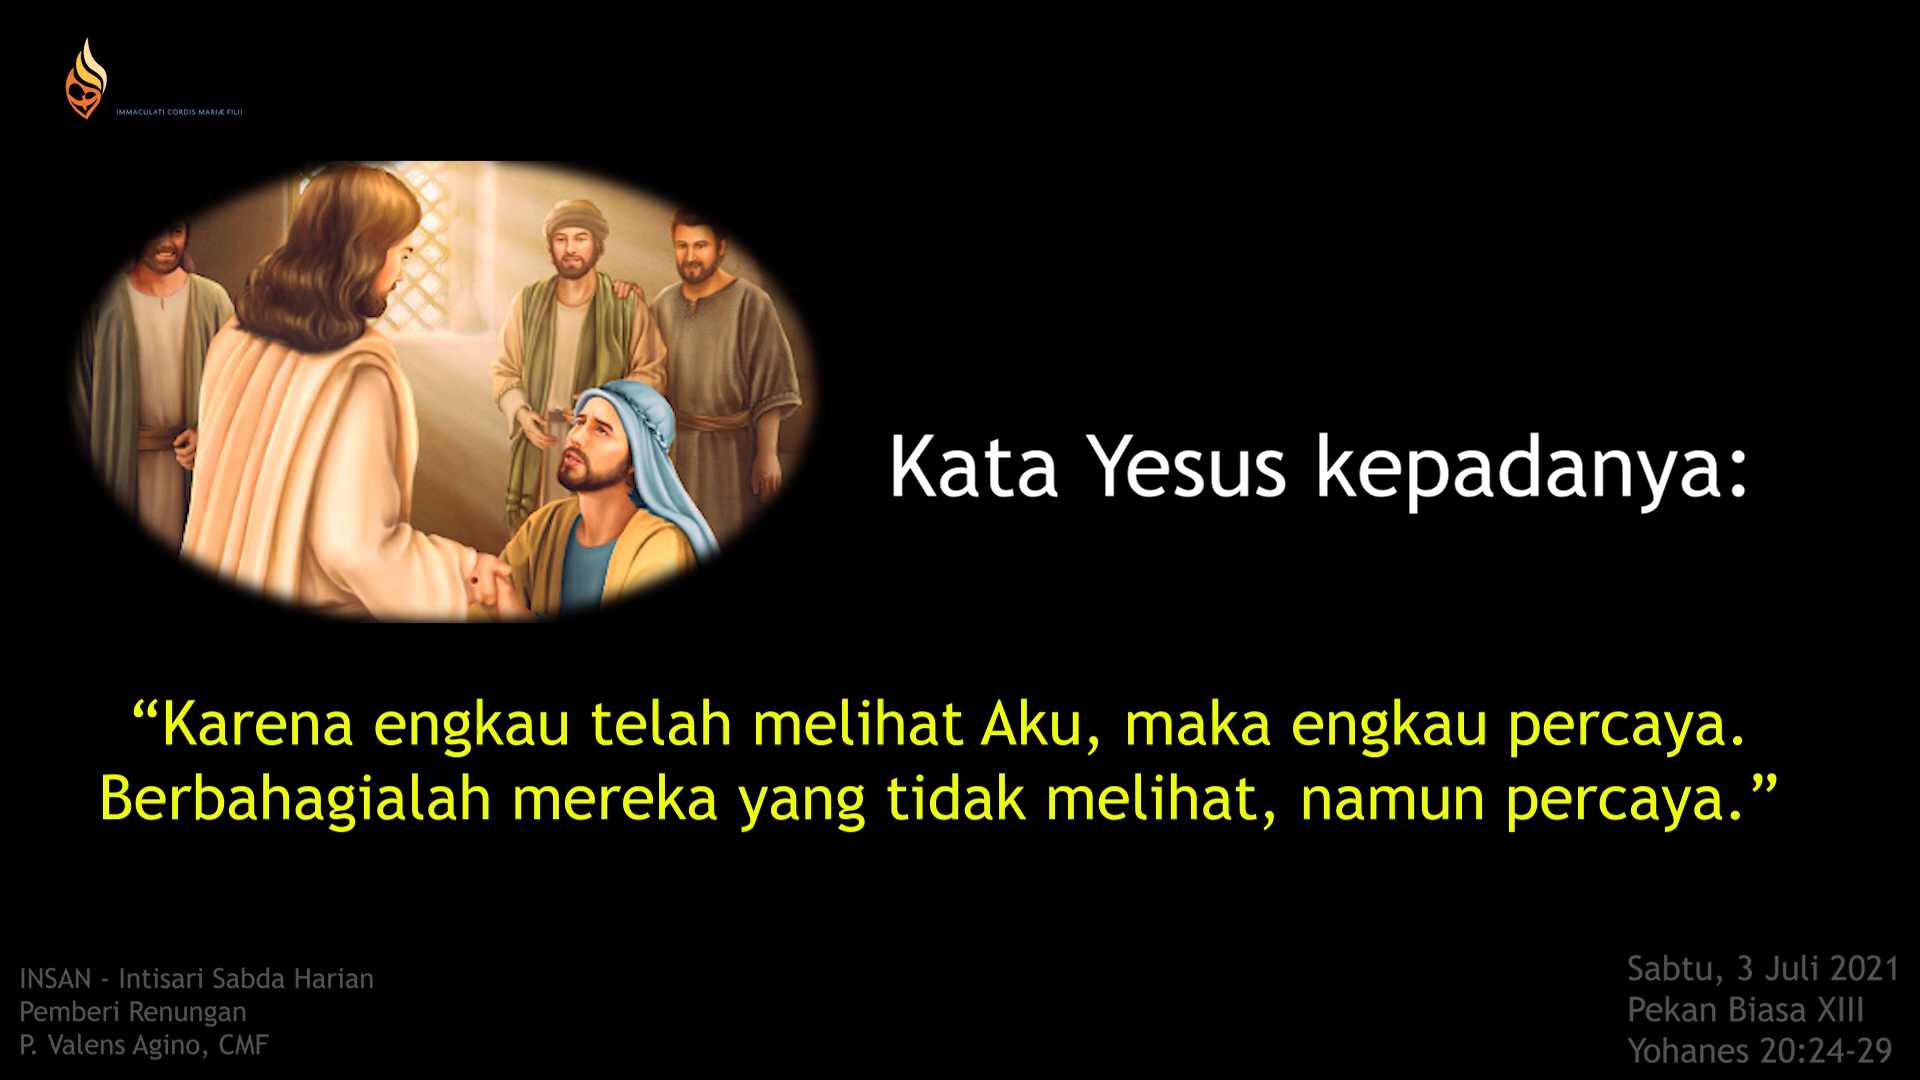 IMMACULATI CORDIS MARIÆ FILII
Kata Yesus kepadanya:
“Karena engkau telah melihat Aku, maka engkau percaya.
Berbahagialah mereka yang tidak melihat, namun percaya.”
INSAN - Intisari Sabda Harian
Pemberi Renungan
P. Valens Agino, CMF
Sabtu, 3 Juli 2021
Pekan Biasa XIII
Yohanes 20:24-29